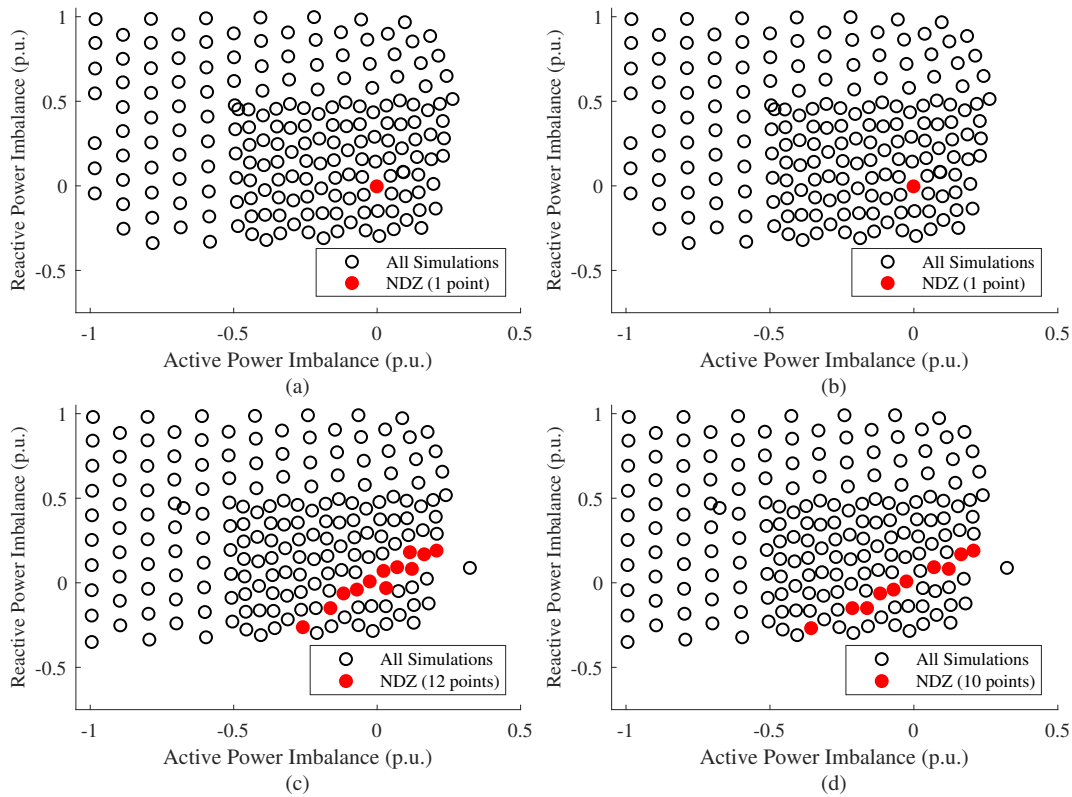 1
0.5
0
-0.5
Reactive Power Imbalance (p.u.)
All Simulations
NDZ (1 point)
-1
-0.5
0
0.5
Active Power Imbalance (p.u.)
(a)
1
0.5
0
-0.5
Reactive Power Imbalance (p.u.)
All Simulations
NDZ (1 point)
-1
-0.5
0
0.5
Active Power Imbalance (p.u.)
(b)
1
0.5
0
-0.5
Reactive Power Imbalance (p.u.)
All Simulations
NDZ (12 points)
-1
-0.5
0
0.5
Active Power Imbalance (p.u.)
(c)
1
0.5
0
-0.5
Reactive Power Imbalance (p.u.)
All Simulations
NDZ (10 points)
-1
-0.5
0
0.5
Active Power Imbalance (p.u.)
(d)